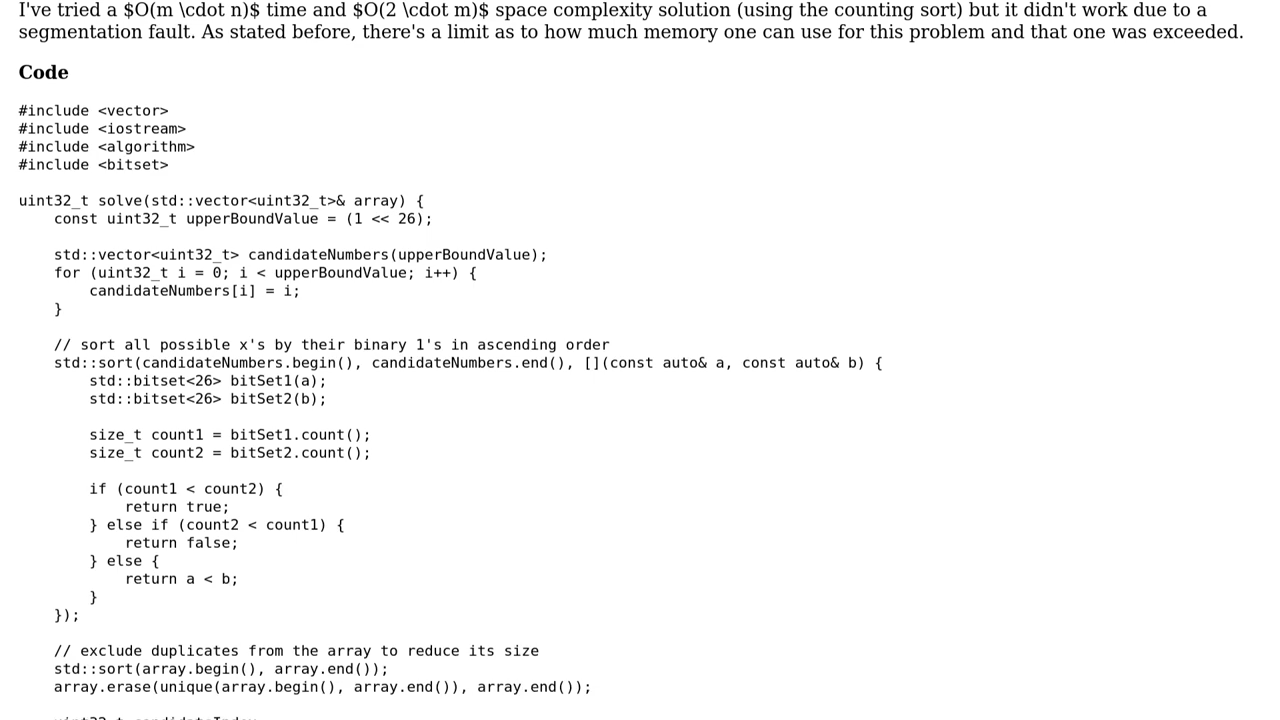 I've tried a $O(m \cdot n)$ time and $O(2 \cdot m)$ space complexity solution (using the counting sort) but it didn't work due to a
segmentation fault. As stated before, there's a limit as to how much memory one can use for this problem and that one was exceeded.
Code
#include <vector>
#include <iostream>
#include <algorithm>
#include <bitset>
uint32_t solve(std::vector<uint32_t>& array) {
    const uint32_t upperBoundValue = (1 << 26);
    std::vector<uint32_t> candidateNumbers(upperBoundValue);
    for (uint32_t i = 0; i < upperBoundValue; i++) {
        candidateNumbers[i] = i;
    }
    // sort all possible x's by their binary 1's in ascending order
    std::sort(candidateNumbers.begin(), candidateNumbers.end(), [](const auto& a, const auto& b) {
        std::bitset<26> bitSet1(a);
        std::bitset<26> bitSet2(b);
        size_t count1 = bitSet1.count();
        size_t count2 = bitSet2.count();
        if (count1 < count2) {
            return true;
        } else if (count2 < count1) {
            return false;
        } else {
            return a < b;
        }
    });
    // exclude duplicates from the array to reduce its size
    std::sort(array.begin(), array.end());
    array.erase(unique(array.begin(), array.end()), array.end());